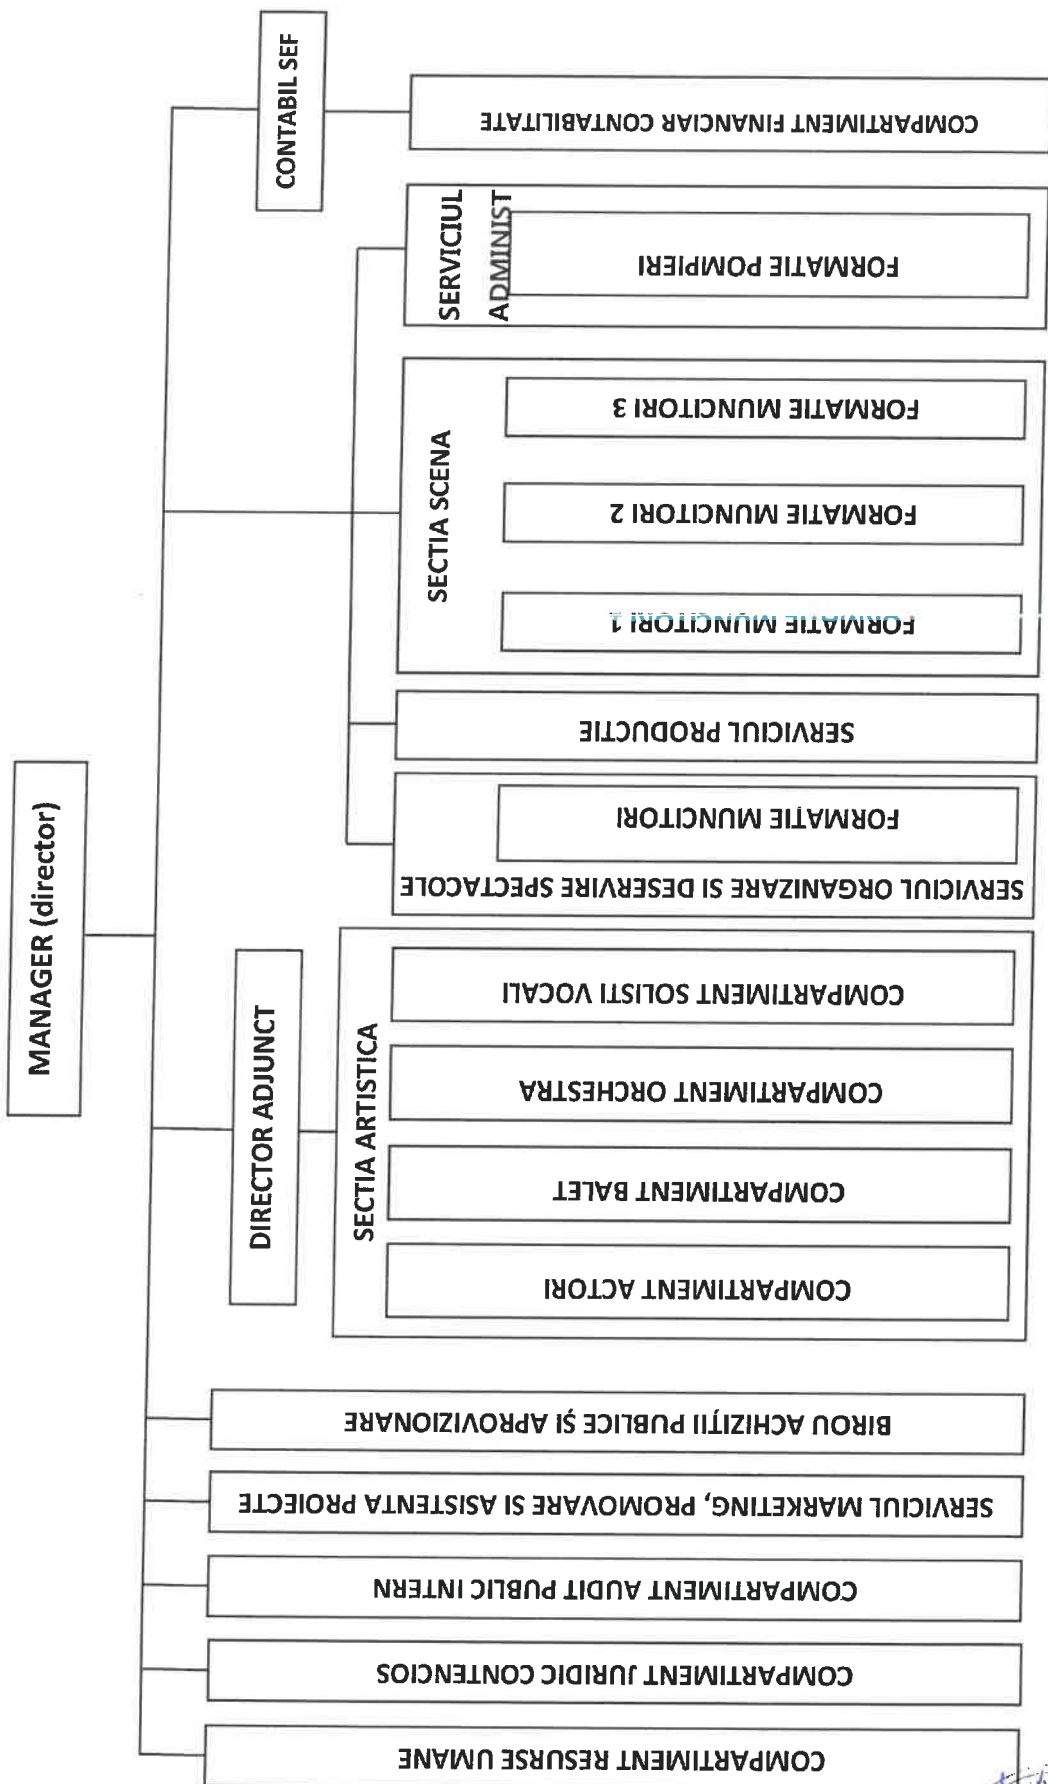 MANAGER (director)
CONTABIL SEF
DIRECTOR ADJUNCT
COMPARTIMENT RESURSE UMANE
COMPARTIMENT JURIDIC CONTENCIOS
COMPARTIMENT AUDIT PUBLIC INTERN
SERVICIUL MARKETING, PROMOVARE SI ASISTENTA PROIECTE
BIROU ACHIZIȚII PUBLICE ȘI APROVIZIONARE
SECTIA ARTISTICA
COMPARTIMENT ACTORI
COMPARTIMENT BALET
COMPARTIMENT ORCHESTRA
COMPARTIMENT SOLISTI VOCALI
SERVICIUL ORGANIZARE SI DESERVIRE SPECTACOLE
FORMATIE MUNCITORI
SERVICIUL PRODUCTIE
SECTIA SCENA
FORMATIE MUNCITORI 1
FORMATIE MUNCITORI 2
FORMATIE MUNCITORI 3
SERVICIUL
ADMINIST
FORMATIE POMPIERI
COMPARTIMENT FINANCIAR CONTABILITATE